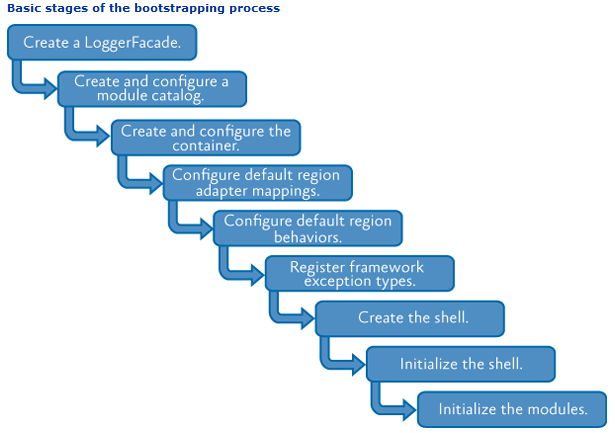 Basic stages of the bootstrapping process
Create a LoggerFacade.
Create and configure a
module catalog.
Create and configure the
container.
Configure default region
adapter mappings.
Configure default region
behaviors.
Register framework
exception types.
Create the shell.
Initialize the shell.
Initialize the modules.